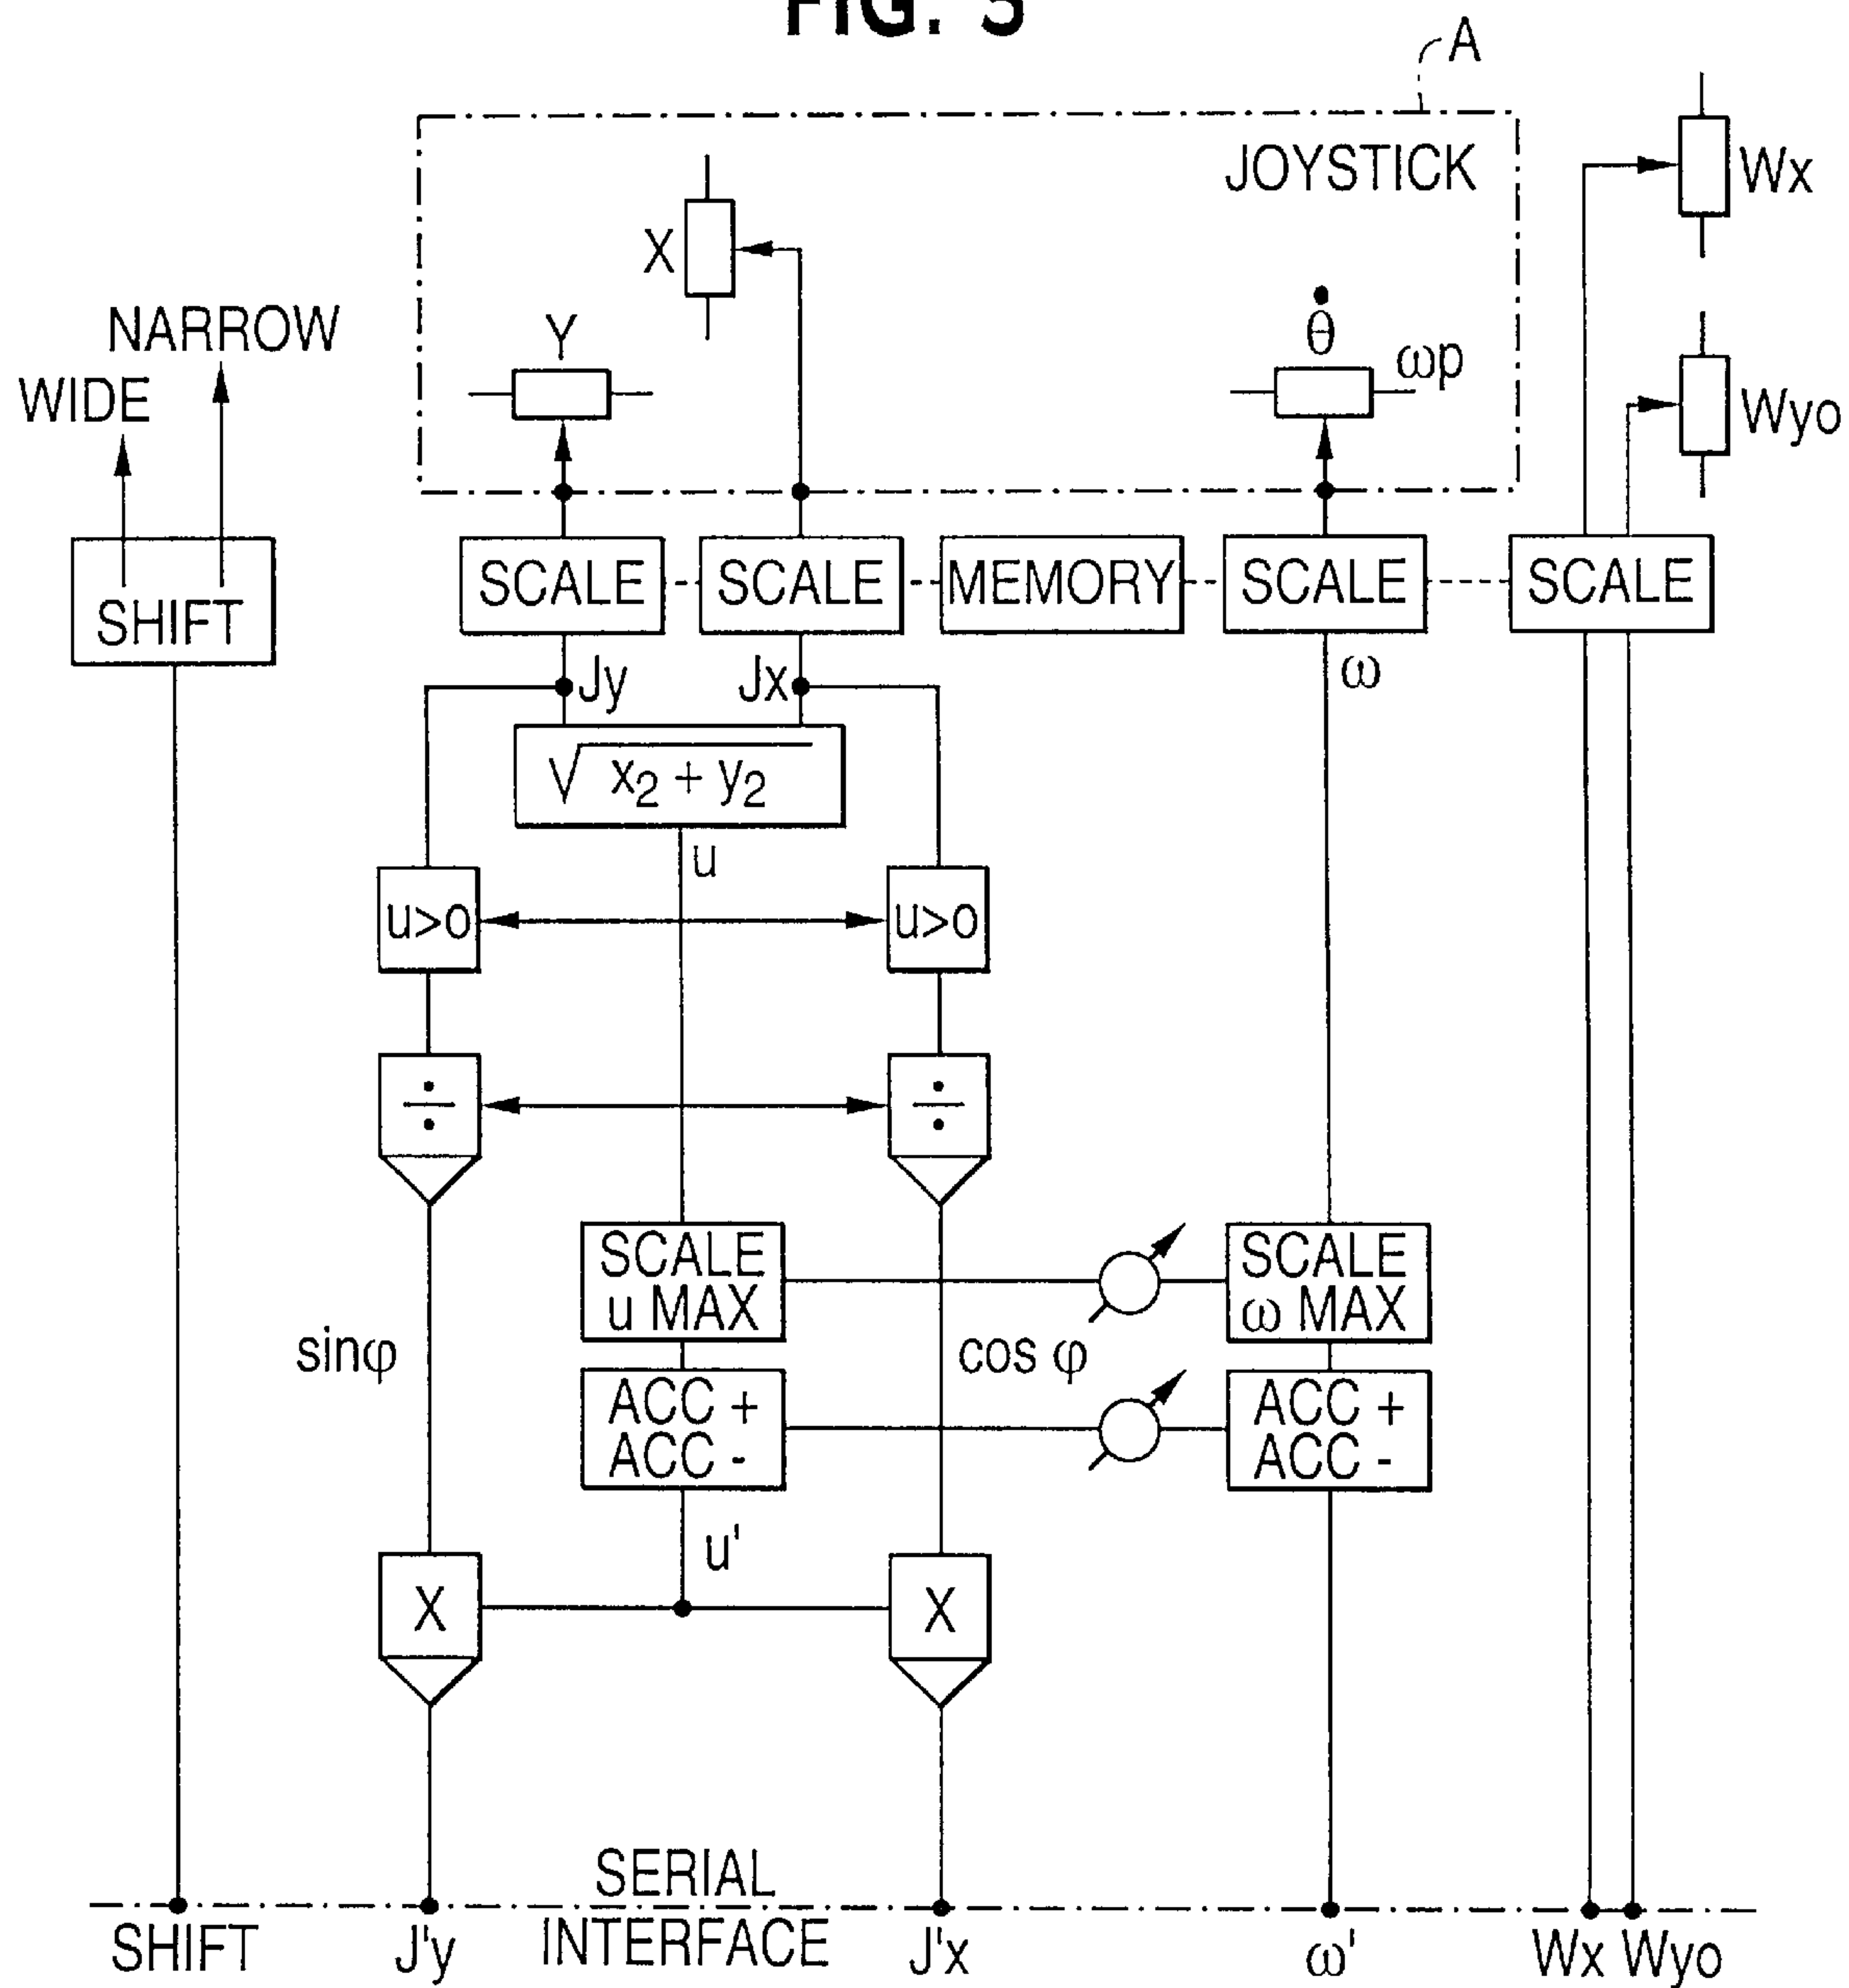 FIG. 3
A
JOYSTICK
Wx
X
NARROW
Y
θ̇
ωp
WIDE
Wyo
SHIFT
SCALE
SCALE
MEMORY
SCALE
SCALE
Jy
Jx
ω
√ x₂ + y₂
u
u>o
u>o
÷
÷
SCALE
u MAX
SCALE
ω MAX
sinφ
cos φ
ACC +
ACC -
ACC +
ACC -
u'
X
X
SERIAL
INTERFACE
SHIFT
J'y
J'x
ω'
Wx
Wyo